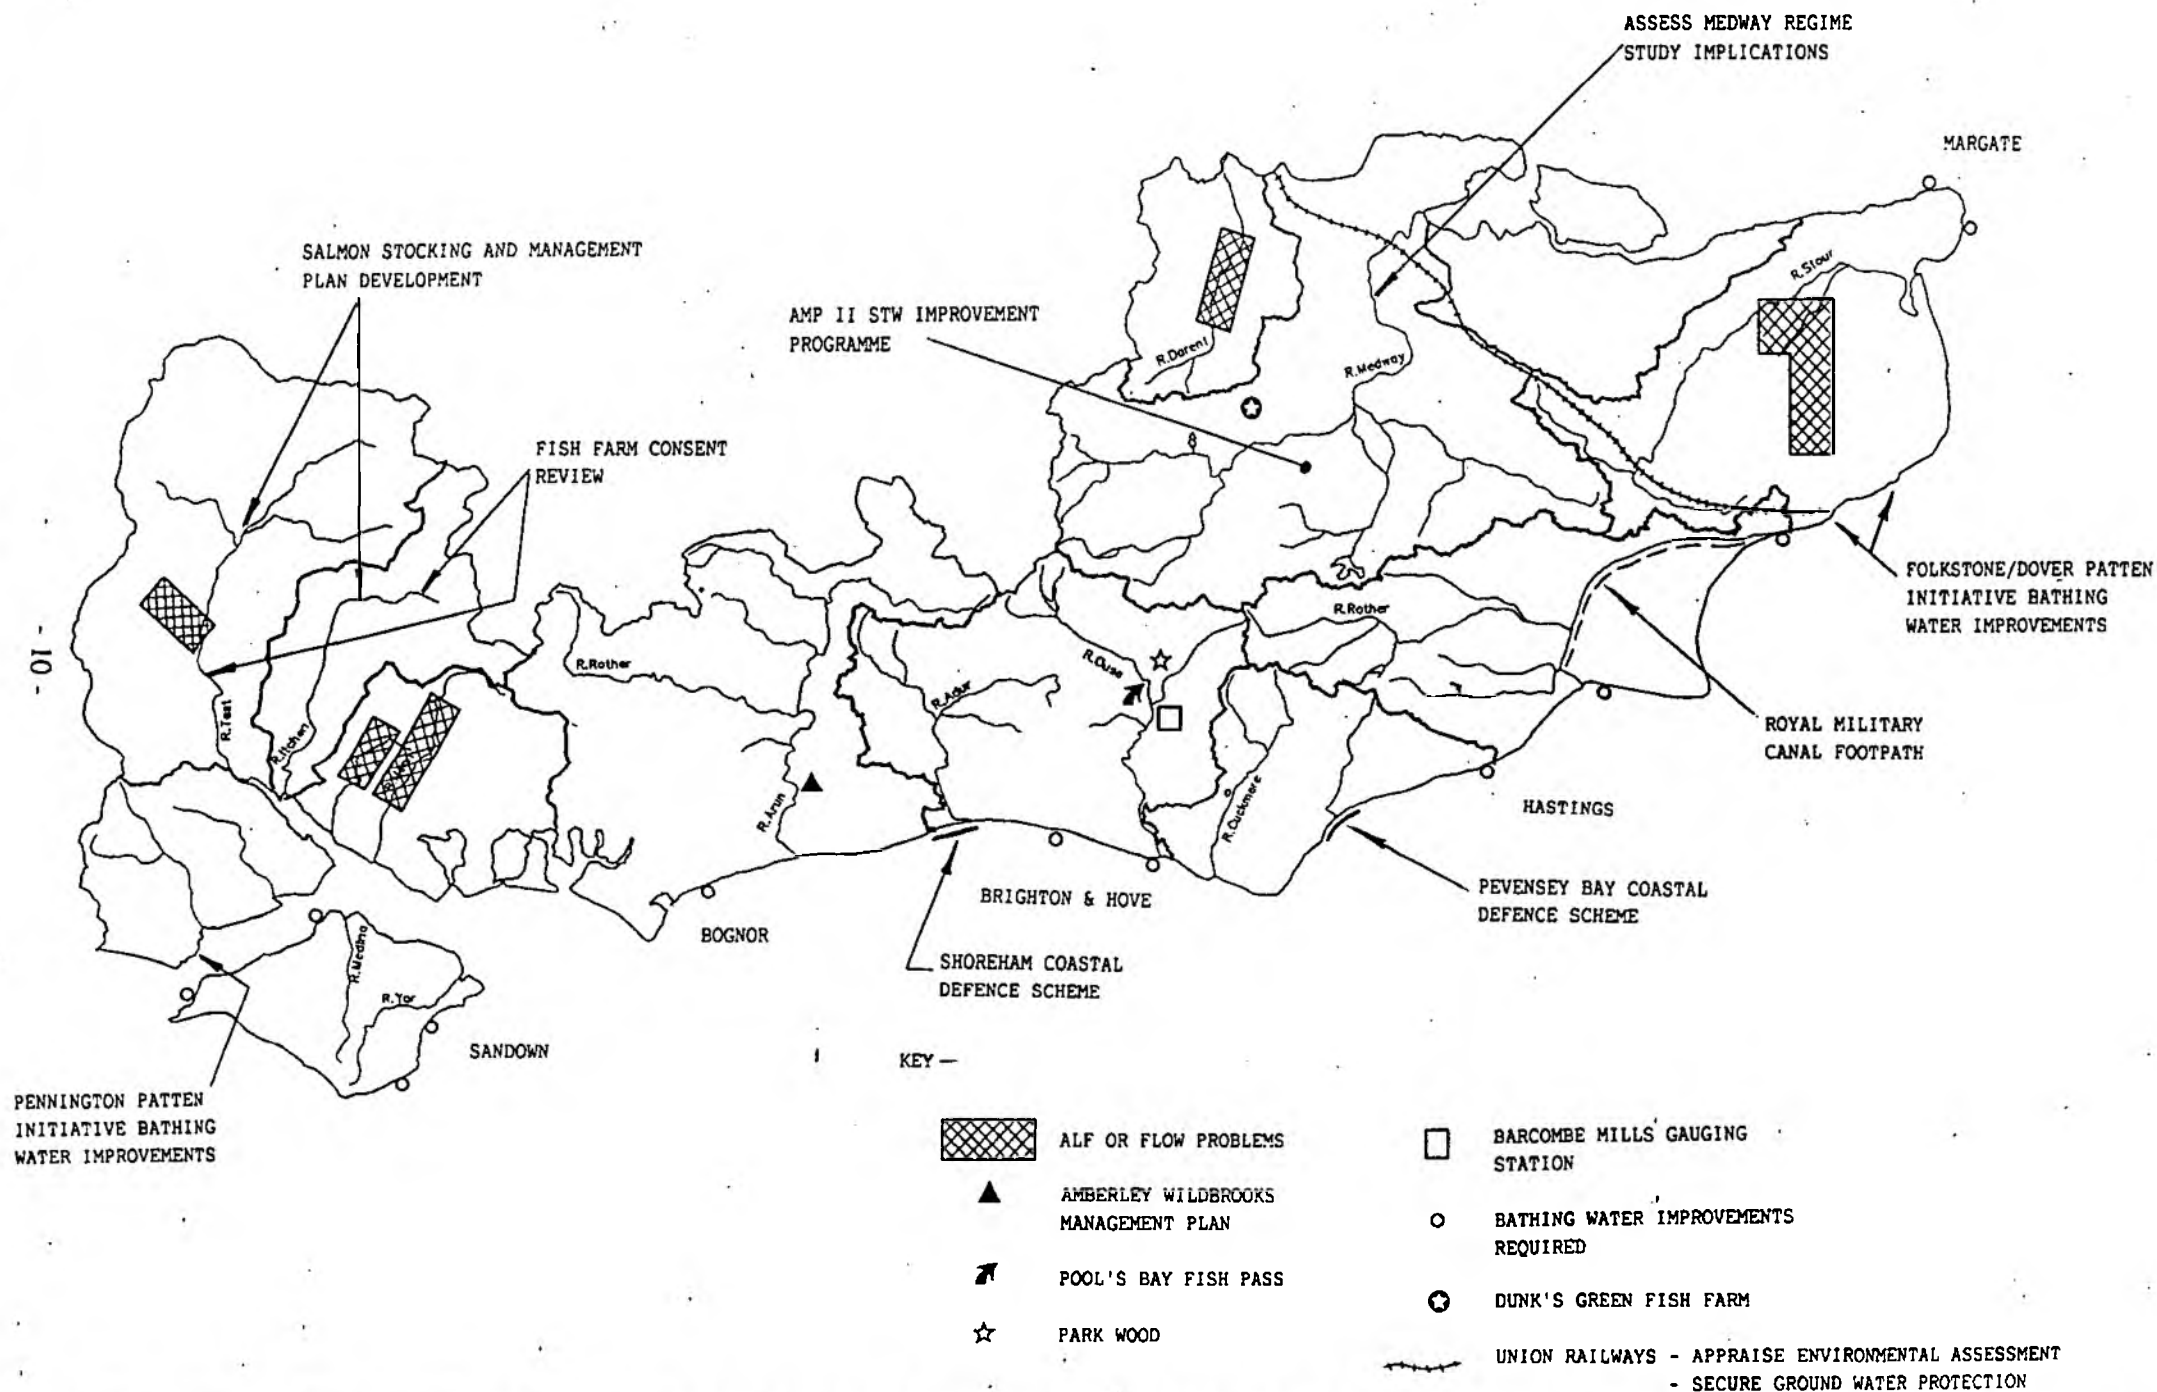 ASSESS MEDWAY REGIME
STUDY IMPLICATIONS
MARGATE
SALMON STOCKING AND MANAGEMENT
PLAN DEVELOPMENT
R.Stour
AMP II STW IMPROVEMENT
PROGRAMME
R.Darent
R.Medway
FISH FARM CONSENT
REVIEW
FOLKSTONE/DOVER PATTEN
INITIATIVE BATHING
WATER IMPROVEMENTS
R.Rother
- 10 -
R.Rother
R.Ouse
R.Adur
R.Test
R.Itchen
ROYAL MILITARY
CANAL FOOTPATH
R.Arun
R.Cuckmere
HASTINGS
PEVENSEY BAY COASTAL
DEFENCE SCHEME
BRIGHTON & HOVE
BOGNOR
R.Medina
SHOREHAM COASTAL
DEFENCE SCHEME
R.Yar
SANDOWN
KEY —
PENNINGTON PATTEN
INITIATIVE BATHING
WATER IMPROVEMENTS
ALF OR FLOW PROBLEMS
AMBERLEY WILDBROOKS
MANAGEMENT PLAN
POOL'S BAY FISH PASS
PARK WOOD
BARCOMBE MILLS GAUGING
STATION
BATHING WATER IMPROVEMENTS
REQUIRED
DUNK'S GREEN FISH FARM
UNION RAILWAYS - APPRAISE ENVIRONMENTAL ASSESSMENT
- SECURE GROUND WATER PROTECTION